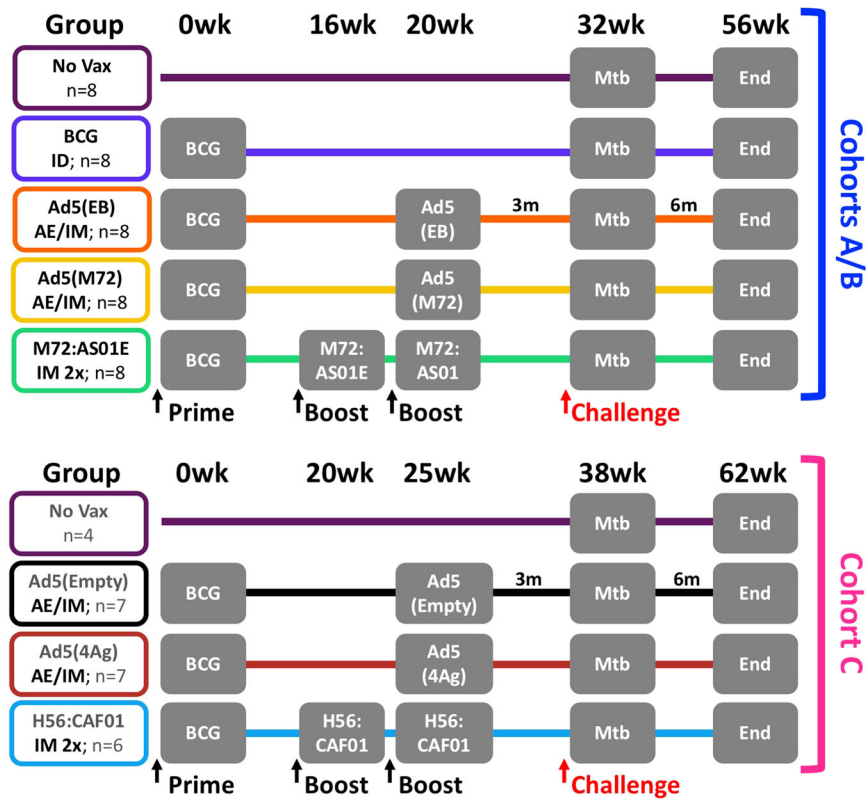 Group 0wk 16wk 20wk 32wk 56wk
No Vax
n=8
Mtb End
BCG
ID; n=8
BCG Mtb End
Ad5(EB)
AE/IM; n=8
BCG Ad5
(EB) 3m Mtb 6m End
Ad5(M72)
AE/IM; n=8
BCG Ad5
(M72) Mtb End
M72:AS01E
IM 2x; n=8
BCG M72:
AS01E M72:
AS01 Mtb End
Prime Boost Boost Challenge
Cohorts A/B
Group 0wk 20wk 25wk 38wk 62wk
No Vax
n=4
Mtb End
Ad5(Empty)
AE/IM; n=7
BCG Ad5
(Empty) 3m Mtb 6m End
Ad5(4Ag)
AE/IM; n=7
BCG Ad5
(4Ag) Mtb End
H56:CAF01
IM 2x; n=6
BCG H56:
CAF01 H56:
CAF01 Mtb End
Prime Boost Boost Challenge
Cohort C